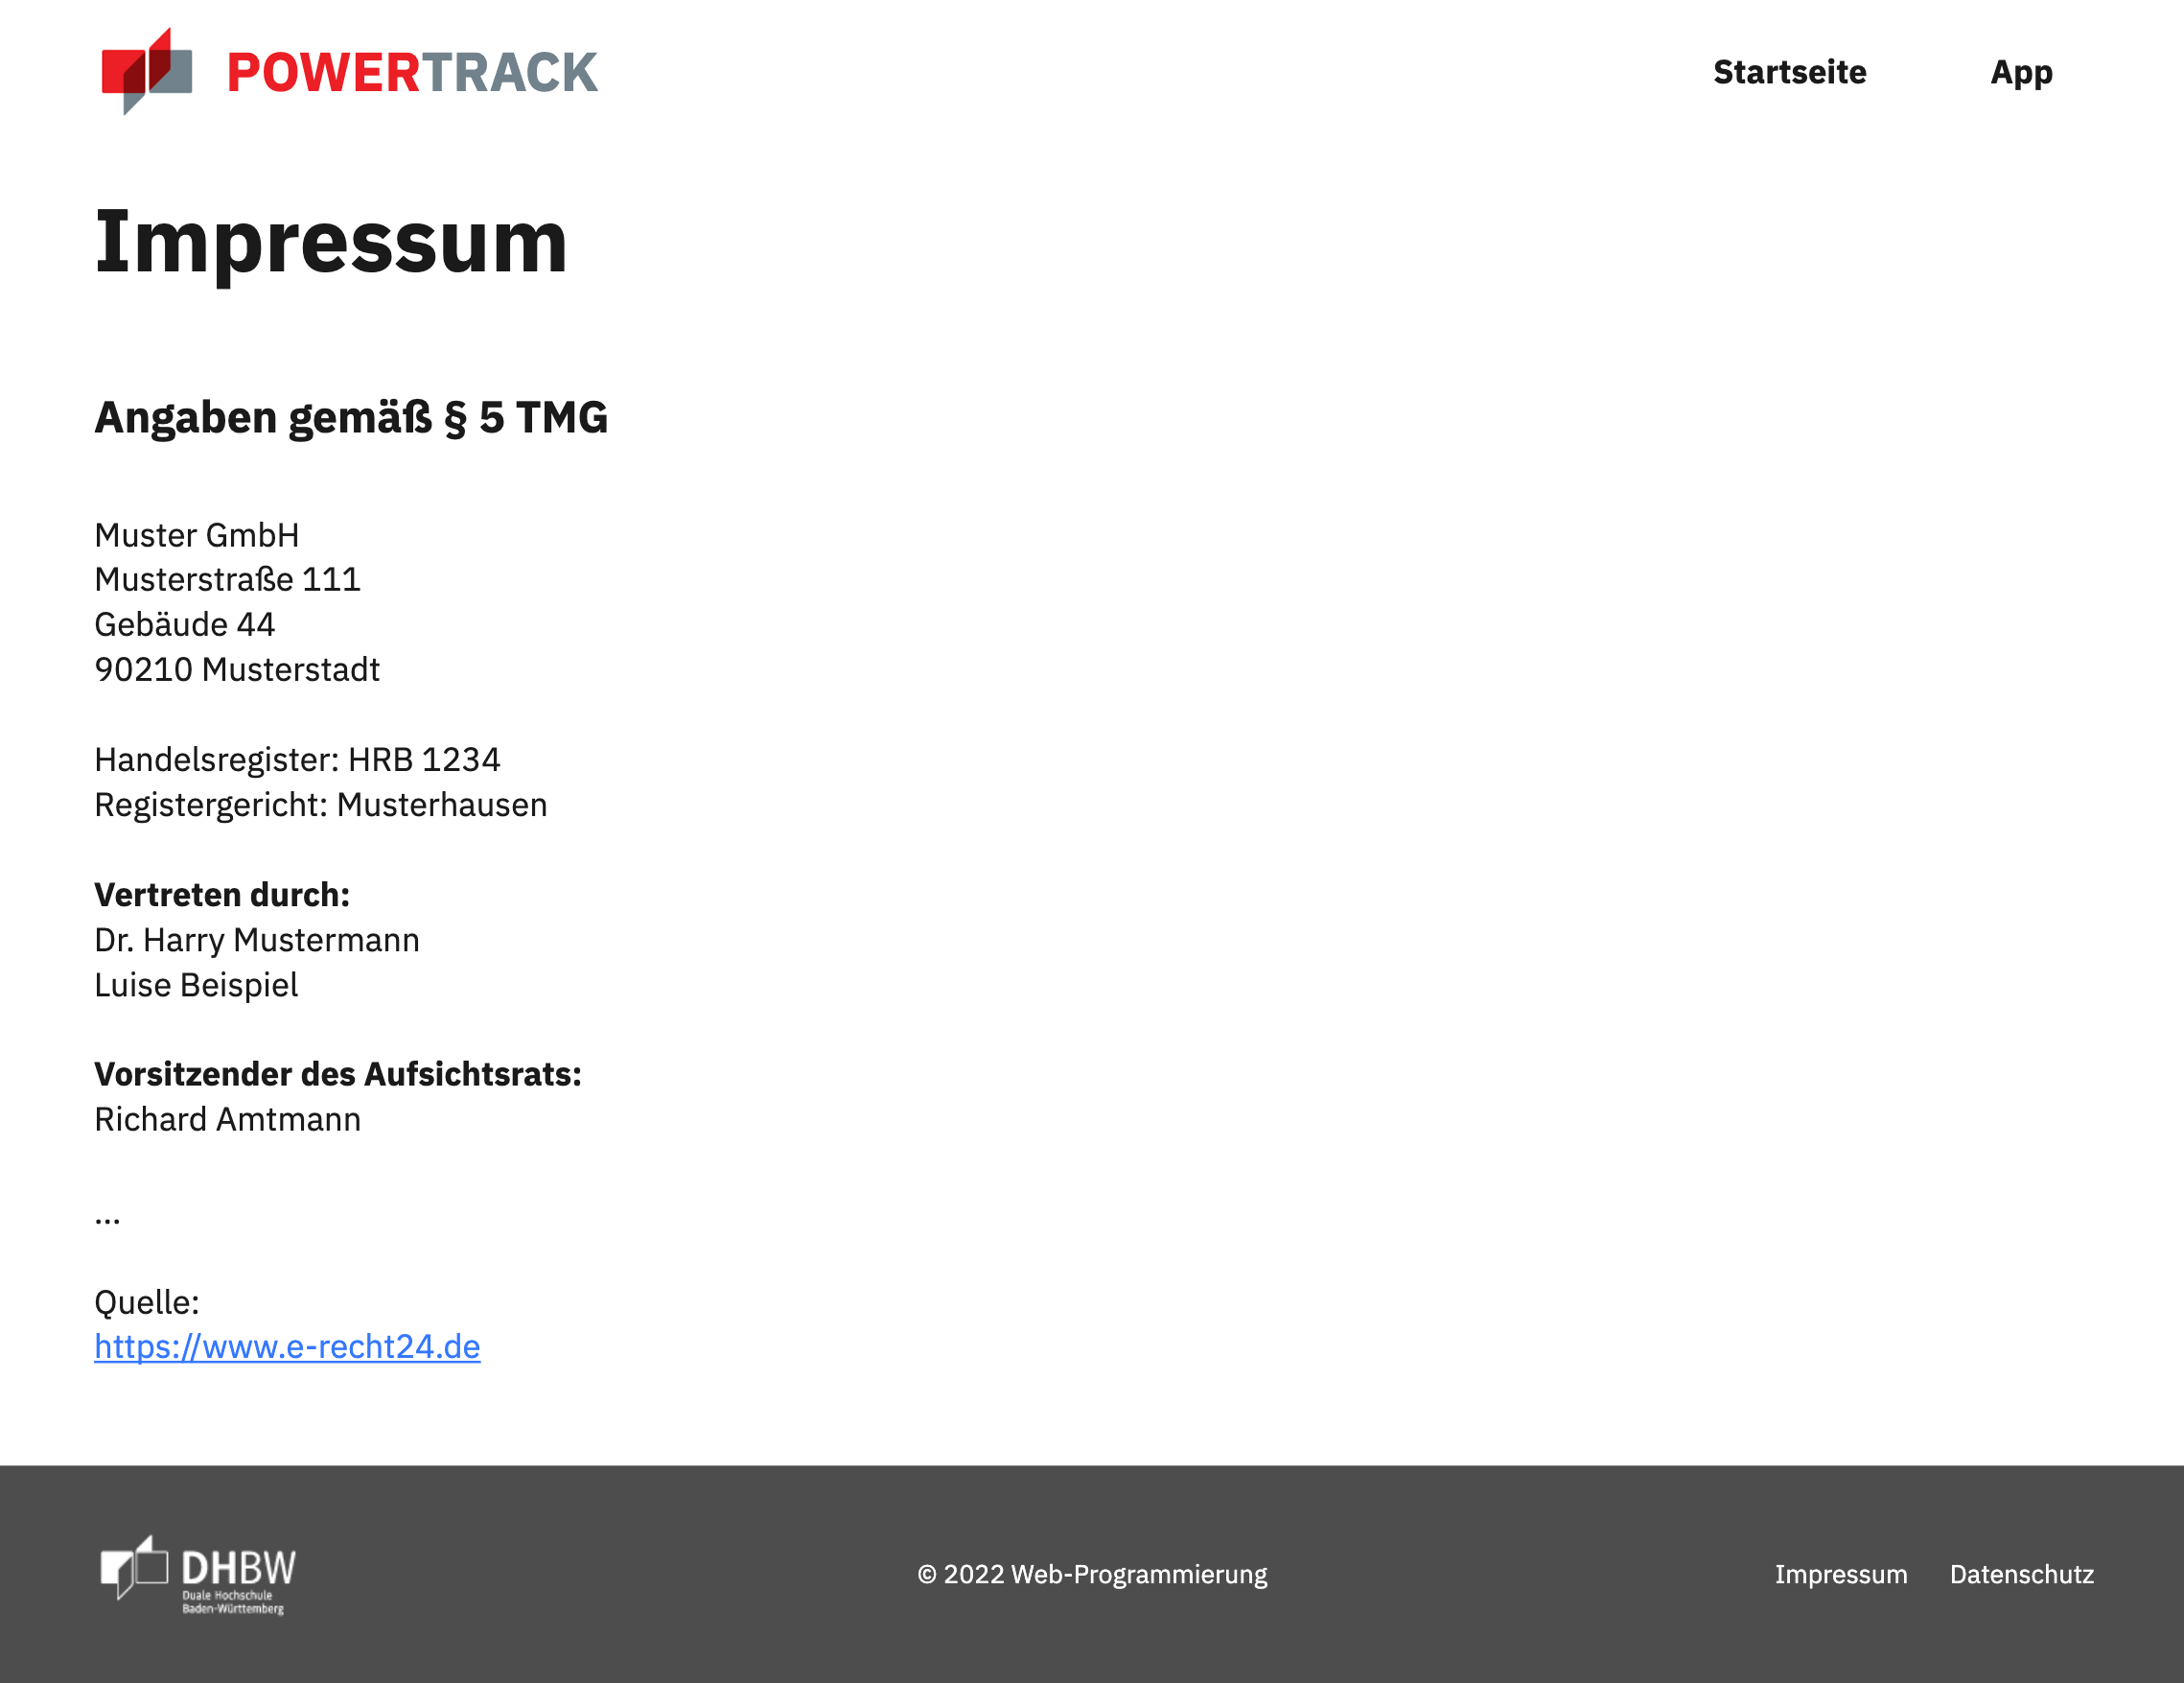 POWERTRACK
Startseite
App
Impressum
Angaben gemäß § 5 TMG
Muster GmbH
Musterstraße 111
Gebäude 44
90210 Musterstadt
Handelsregister: HRB 1234
Registergericht: Musterhausen
Vertreten durch:
Dr. Harry Mustermann
Luise Beispiel
Vorsitzender des Aufsichtsrats:
Richard Amtmann
...
Quelle:
https://www.e-recht24.de
DHBW
Duale Hochschule
Baden-Württemberg
© 2022 Web-Programmierung
Impressum
Datenschutz